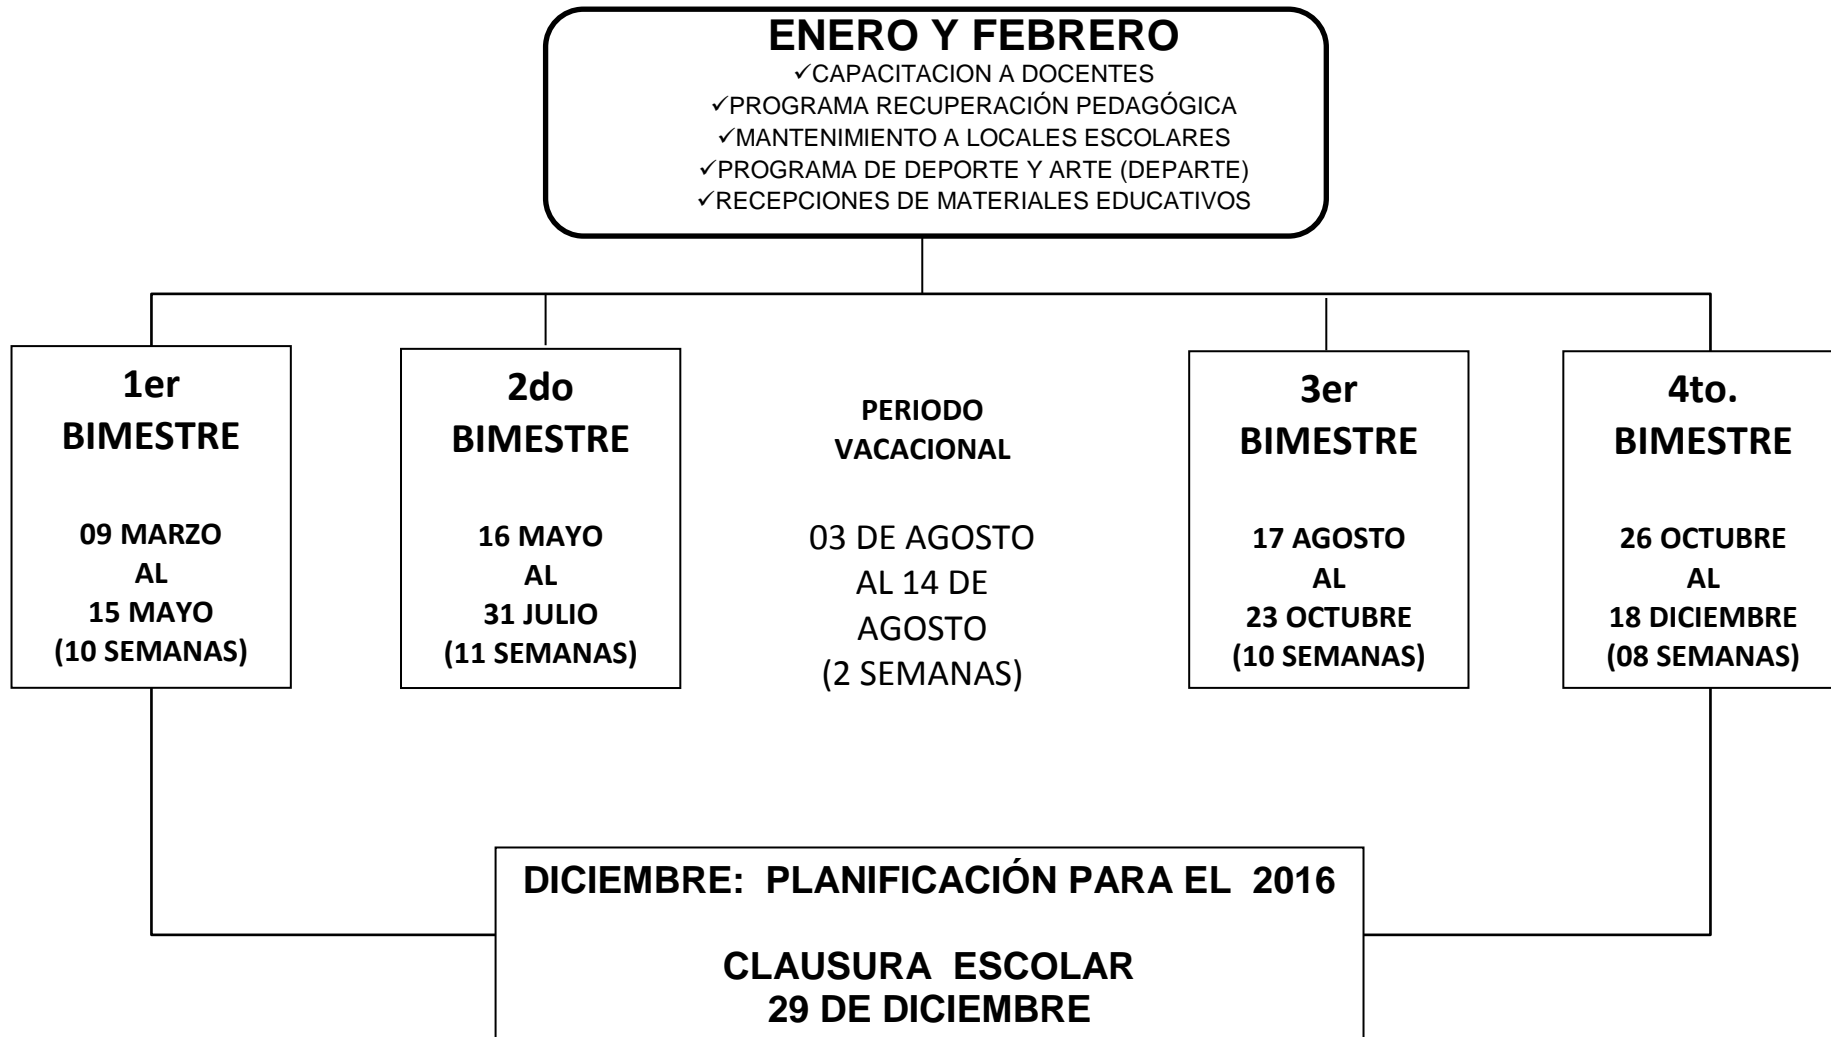 ENERO Y FEBRERO
✓CAPACITACION A DOCENTES
✓PROGRAMA RECUPERACIÓN PEDAGÓGICA
✓MANTENIMIENTO A LOCALES ESCOLARES
✓PROGRAMA DE DEPORTE Y ARTE (DEPARTE)
✓RECEPCIONES DE MATERIALES EDUCATIVOS
1er
BIMESTRE
09 MARZO
AL
15 MAYO
(10 SEMANAS)
2do
BIMESTRE
16 MAYO
AL
31 JULIO
(11 SEMANAS)
PERIODO
VACACIONAL
03 DE AGOSTO
AL 14 DE
AGOSTO
(2 SEMANAS)
3er
BIMESTRE
17 AGOSTO
AL
23 OCTUBRE
(10 SEMANAS)
4to.
BIMESTRE
26 OCTUBRE
AL
18 DICIEMBRE
(08 SEMANAS)
DICIEMBRE: PLANIFICACIÓN PARA EL 2016
CLAUSURA ESCOLAR
29 DE DICIEMBRE